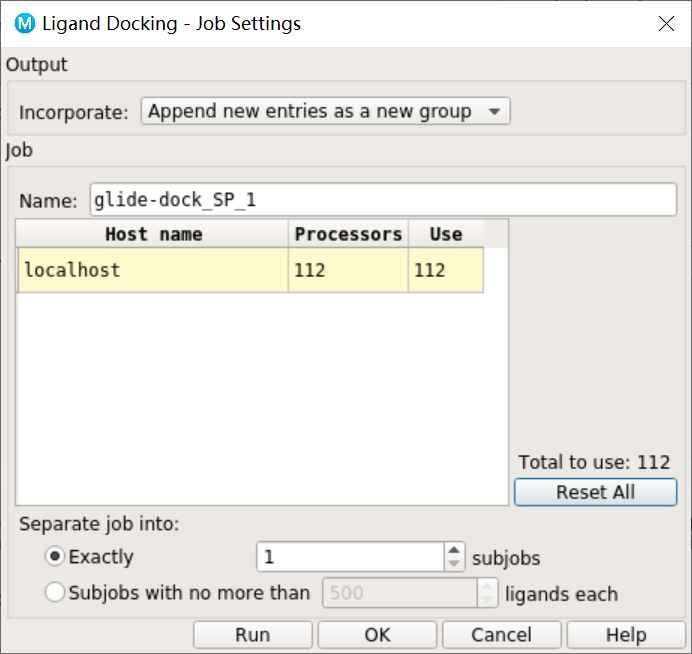 M Ligand Docking - Job Settings
Output
Incorporate: Append new entries as a new group
Job
Name: glide-dock_SP_1
Host name Processors Use
localhost 112 112
Total to use: 112
Reset All
Separate job into:
Exactly 1 subjobs
Subjobs with no more than 500 ligands each
Run OK Cancel Help